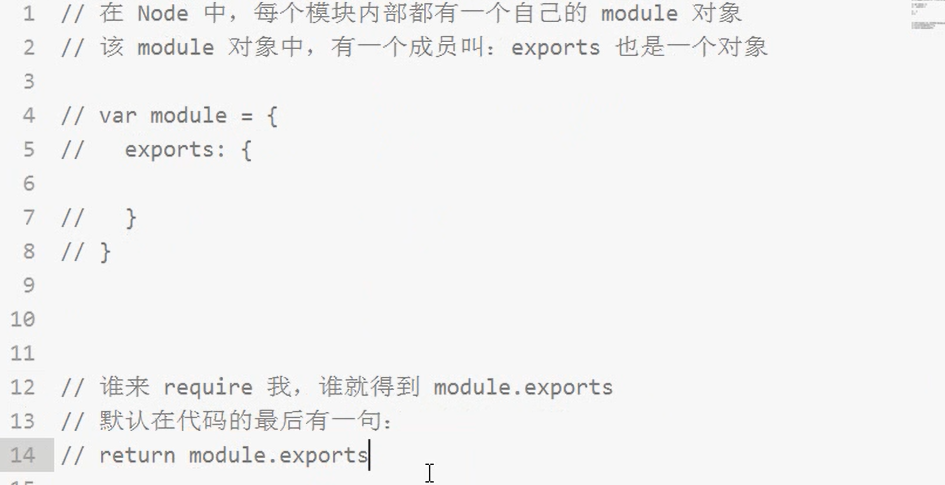 1 // 在 Node 中，每个模块内部都有一个自己的 module 对象
2 // 该 module 对象中，有一个成员叫：exports 也是一个对象
3
4 // var module = {
5 //   exports: {
6
7 //   }
8 // }
9
10
11
12 // 谁来 require 我，谁就得到 module.exports
13 // 默认在代码的最后有一句：
14 // return module.exports